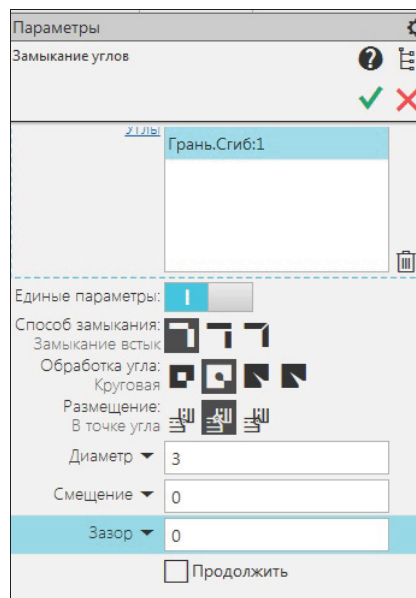 Параметры
Замыкание углов
Углы
Грань.Сгиб:1
Единые параметры:
Способ замыкания:
Замыкание встык
Обработка угла:
Круговая
Размещение:
В точке угла
Диаметр 3
Смещение 0
Зазор 0
Продолжить